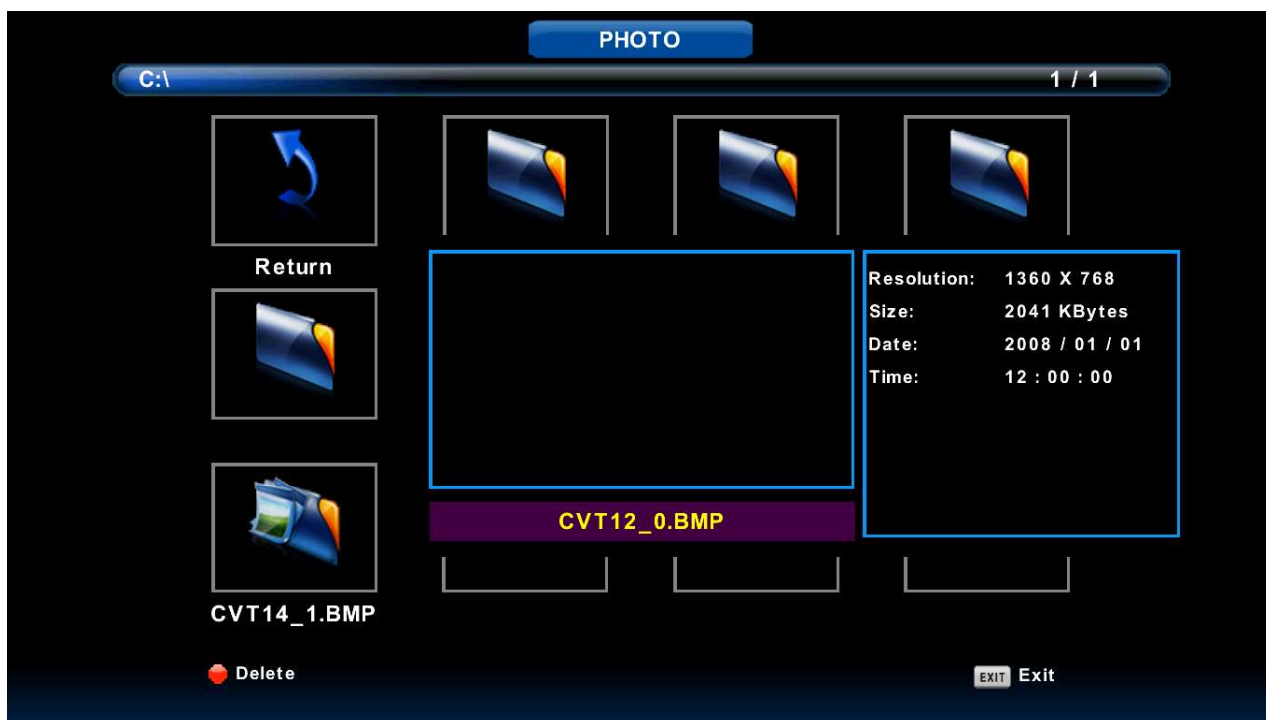 PHOTO
C:\ 1 / 1
Return
Resolution: 1360 X 768
Size: 2041 KBytes
Date: 2008 / 01 / 01
Time: 12 : 00 : 00
CVT12_0.BMP
CVT14_1.BMP
Delete EXIT Exit